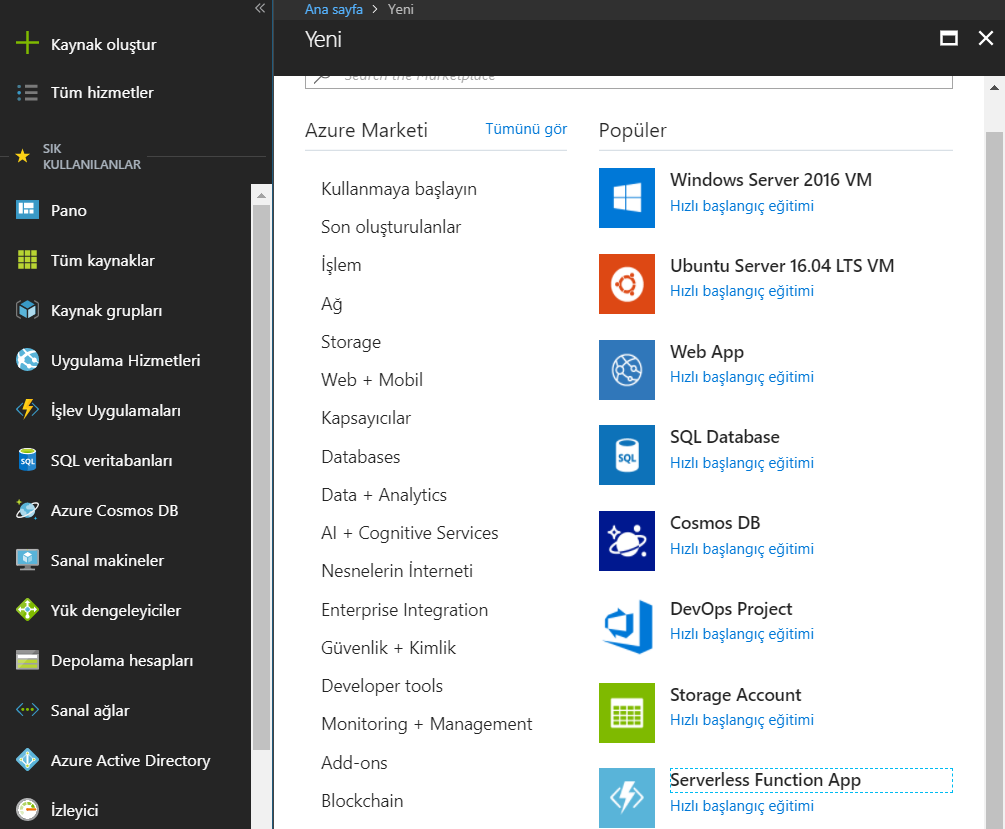 Kaynak oluştur
Tüm hizmetler
SIK
KULLANILANLAR
Pano
Tüm kaynaklar
Kaynak grupları
Uygulama Hizmetleri
İşlev Uygulamaları
SQL veritabanları
Azure Cosmos DB
Sanal makineler
Yük dengeleyiciler
Depolama hesapları
Sanal ağlar
Azure Active Directory
İzleyici
Ana sayfa > Yeni
Yeni
Search the Marketplace
Azure Marketi
Tümünü gör
Kullanmaya başlayın
Son oluşturulanlar
İşlem
Ağ
Storage
Web + Mobil
Kapsayıcılar
Databases
Data + Analytics
AI + Cognitive Services
Nesnelerin İnterneti
Enterprise Integration
Güvenlik + Kimlik
Developer tools
Monitoring + Management
Add-ons
Blockchain
Popüler
Windows Server 2016 VM
Hızlı başlangıç eğitimi
Ubuntu Server 16.04 LTS VM
Hızlı başlangıç eğitimi
Web App
Hızlı başlangıç eğitimi
SQL Database
Hızlı başlangıç eğitimi
Cosmos DB
Hızlı başlangıç eğitimi
DevOps Project
Hızlı başlangıç eğitimi
Storage Account
Hızlı başlangıç eğitimi
Serverless Function App
Hızlı başlangıç eğitimi